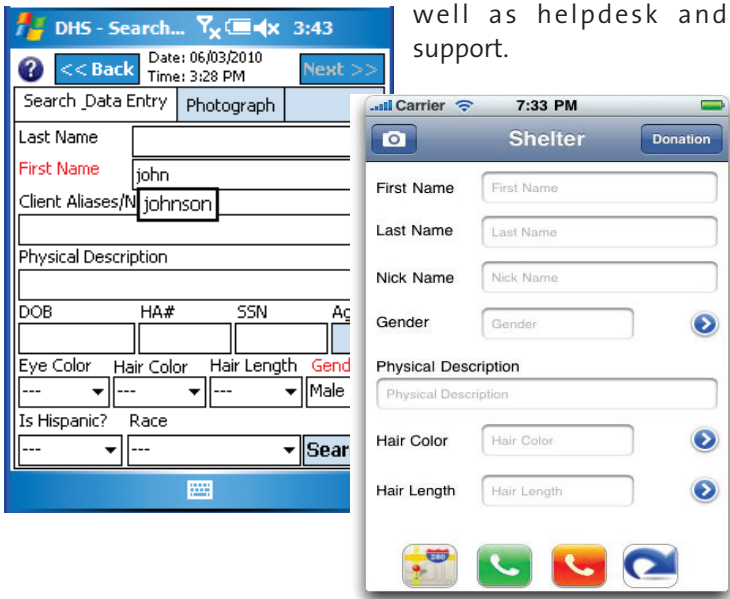 well as helpdesk and
support.
DHS - Search... 3:43
<< Back Date: 06/03/2010 Next >>
Time: 3:28 PM
Search Data Entry Photograph
Last Name
First Name john
Client Aliases/N johnson
Physical Description
DOB HA# SSN Ag
Eye Color Hair Color Hair Length Gend
--- --- --- Male
Is Hispanic? Race
--- --- Sear
Carrier 7:33 PM
Shelter Donation
First Name First Name
Last Name Last Name
Nick Name Nick Name
Gender Gender
Physical Description
Physical Description
Hair Color Hair Color
Hair Length Hair Length
280